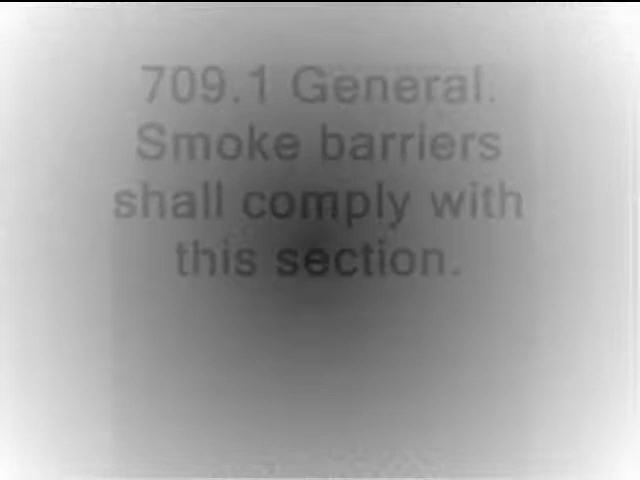 709.1 General.
Smoke barriers
shall comply with
this section.